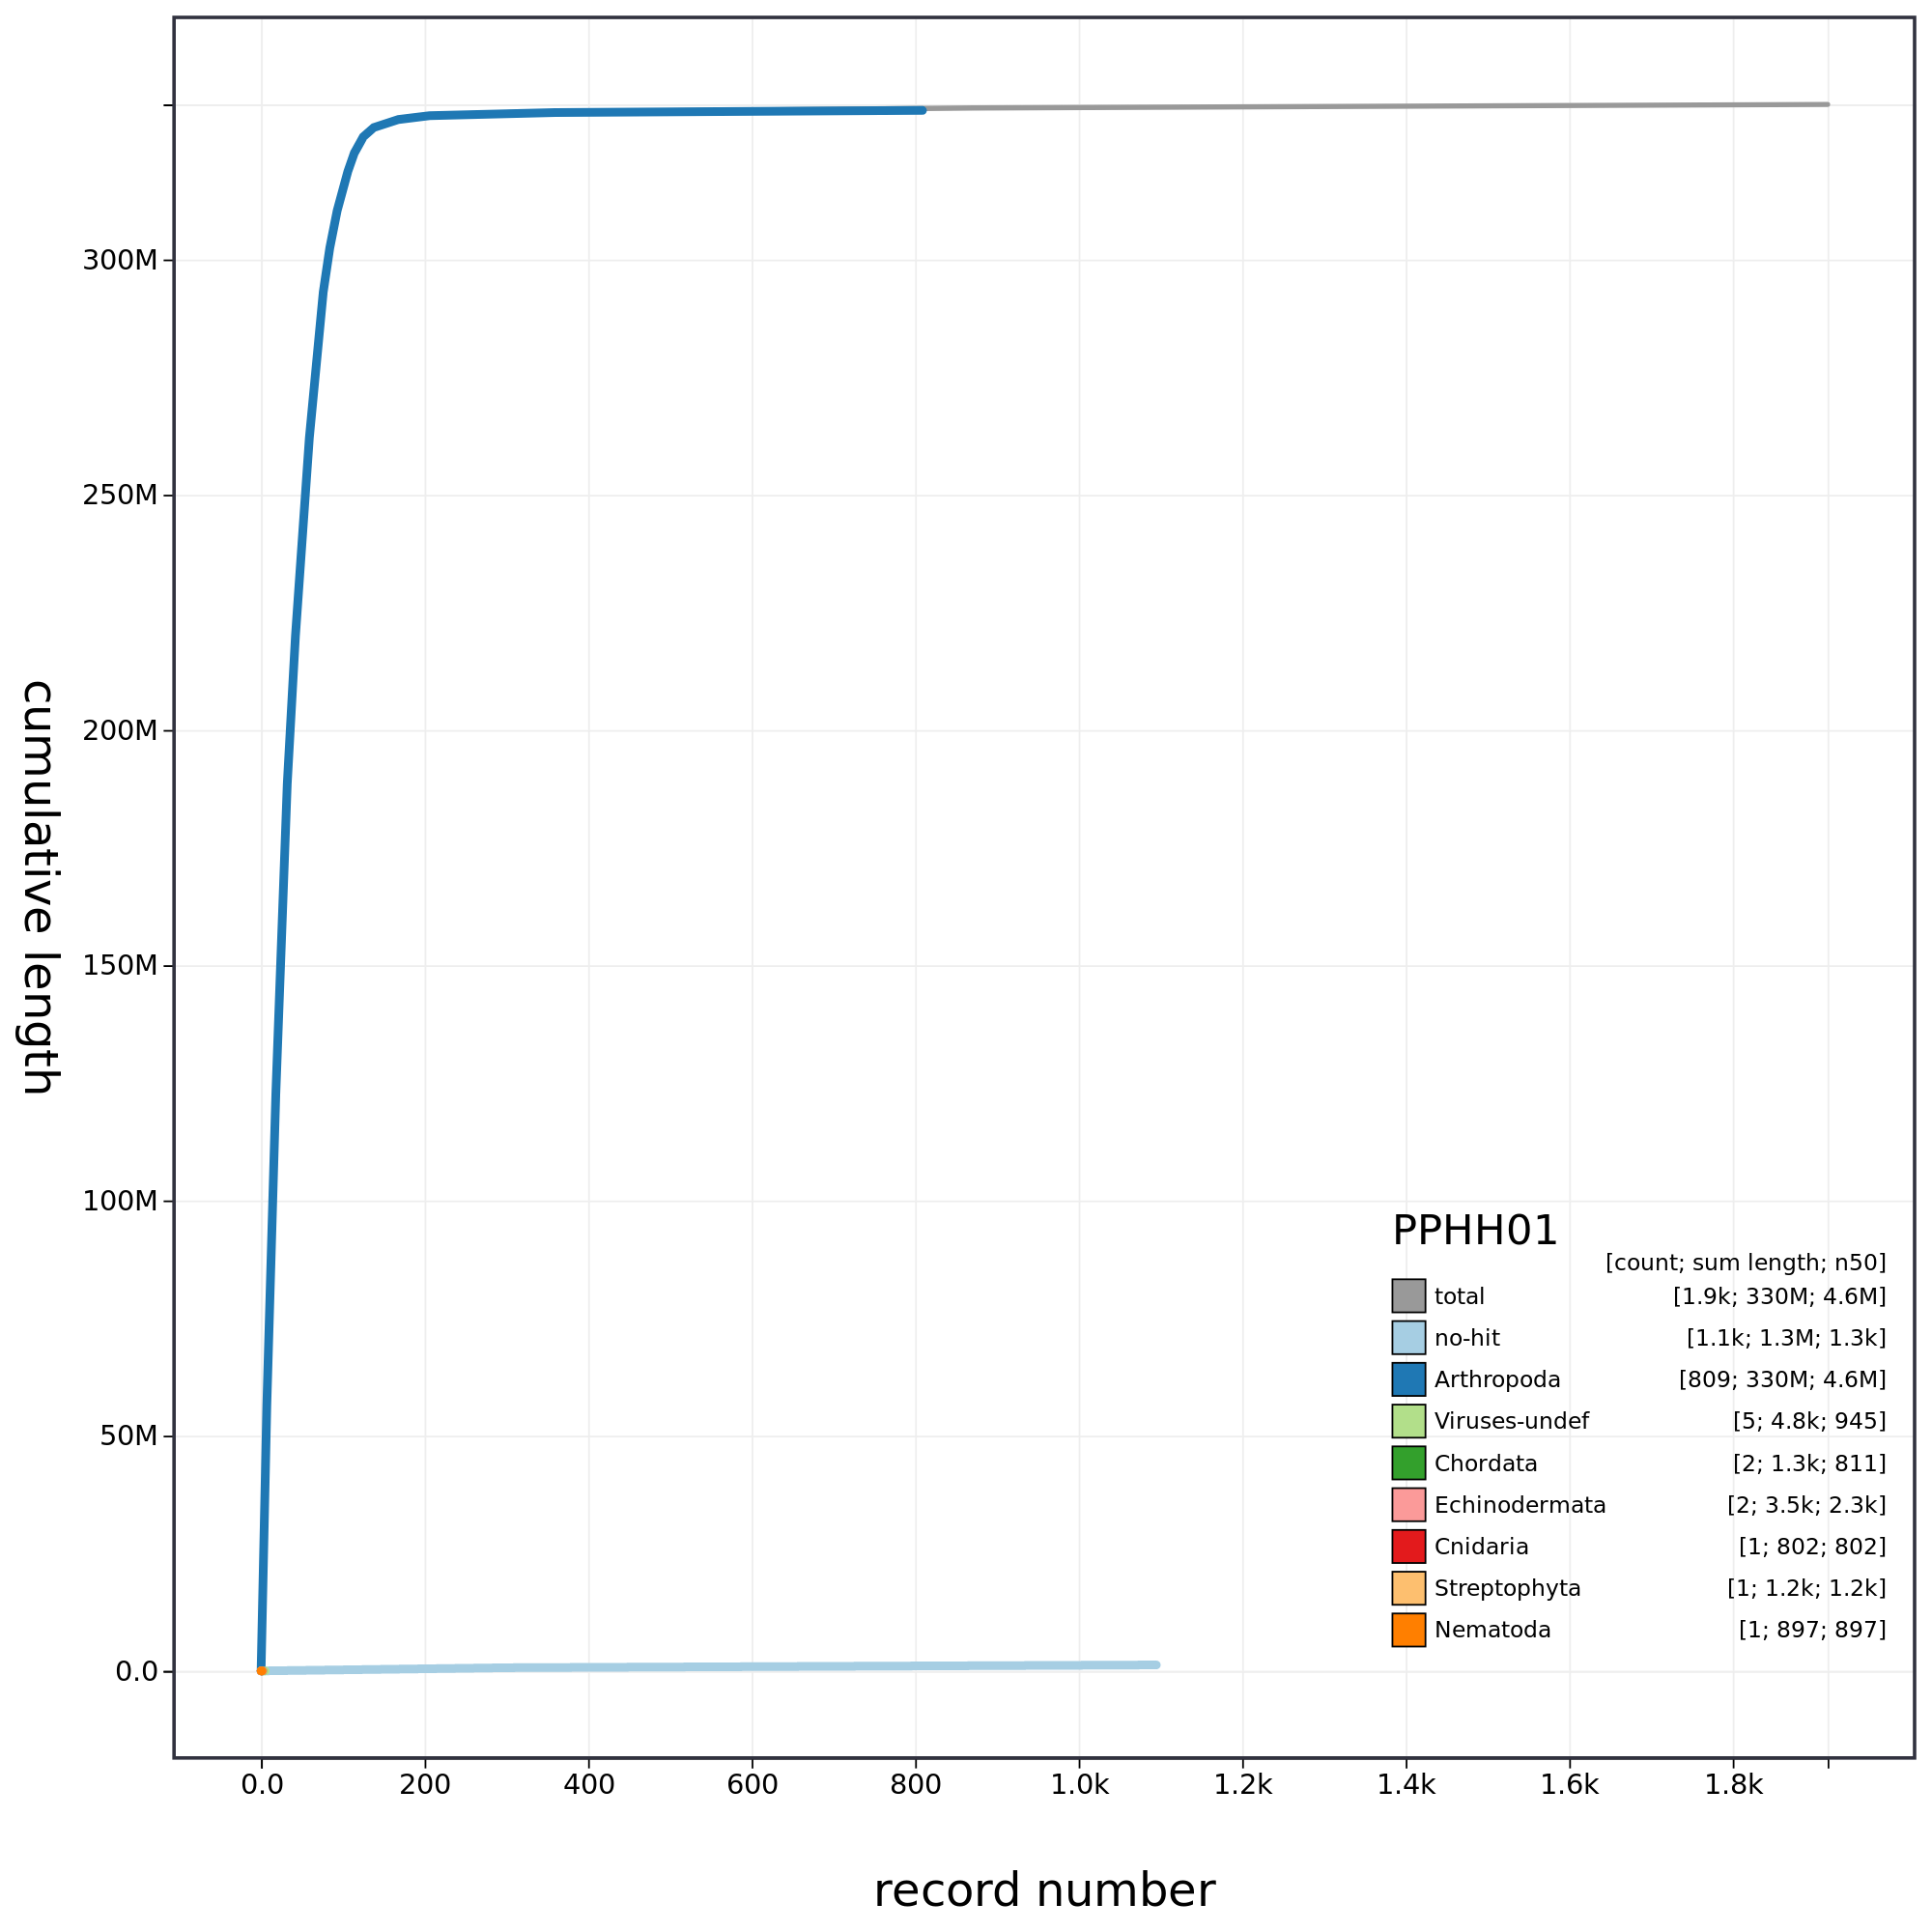 cumulative length
300M
250M
200M
150M
100M
50M
0.0
0.0 200 400 600 800 1.0k 1.2k 1.4k 1.6k 1.8k
record number
PPHH01
[count; sum length; n50]
total [1.9k; 330M; 4.6M]
no-hit [1.1k; 1.3M; 1.3k]
Arthropoda [809; 330M; 4.6M]
Viruses-undef [5; 4.8k; 945]
Chordata [2; 1.3k; 811]
Echinodermata [2; 3.5k; 2.3k]
Cnidaria [1; 802; 802]
Streptophyta [1; 1.2k; 1.2k]
Nematoda [1; 897; 897]